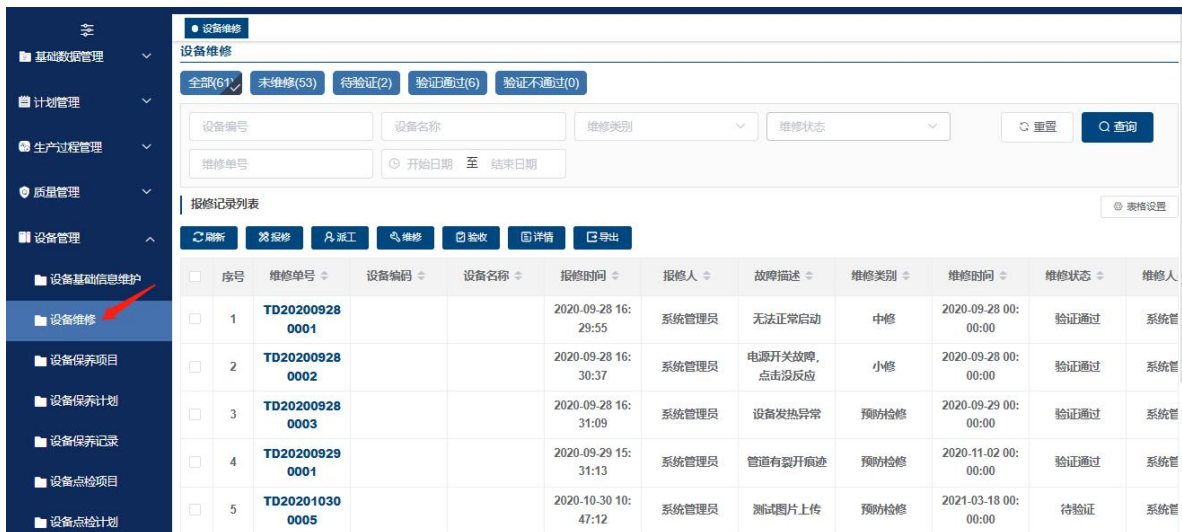 设备维修
基础数据管理
计划管理
生产过程管理
质量管理
设备管理
设备基础信息维护
设备维修
设备保养项目
设备保养计划
设备保养记录
设备点检项目
设备点检计划
设备维修
全部(61) 未维修(53) 待验证(2) 验证通过(6) 验证不通过(0)
设备编号 设备名称 维修类别 维修状态 重置 查询
维修单号 开始日期 至 结束日期
报修记录列表 表格设置
刷新 报修 派工 维修 验收 详情 导出
序号 维修单号 设备编码 设备名称 报修时间 报修人 故障描述 维修类别 维修时间 维修状态 维修人
1 TD20200928 2020-09-28 16: 系统管理员 无法正常启动 中修 2020-09-28 00: 验证通过 系统管
0001 29:55 00:00
2 TD20200928 2020-09-28 16: 系统管理员 电源开关故障, 小修 2020-09-28 00: 验证通过 系统管
0002 30:37 点击没反应 00:00
3 TD20200928 2020-09-28 16: 系统管理员 设备发热异常 预防检修 2020-09-29 00: 验证通过 系统管
0003 31:09 00:00
4 TD20200929 2020-09-29 15: 系统管理员 管道有裂开痕迹 预防检修 2020-11-02 00: 验证通过 系统管
0001 31:13 00:00
5 TD20201030 2020-10-30 10: 系统管理员 测试图片上传 预防检修 2021-03-18 00: 待验证 系统管
0005 47:12 00:00